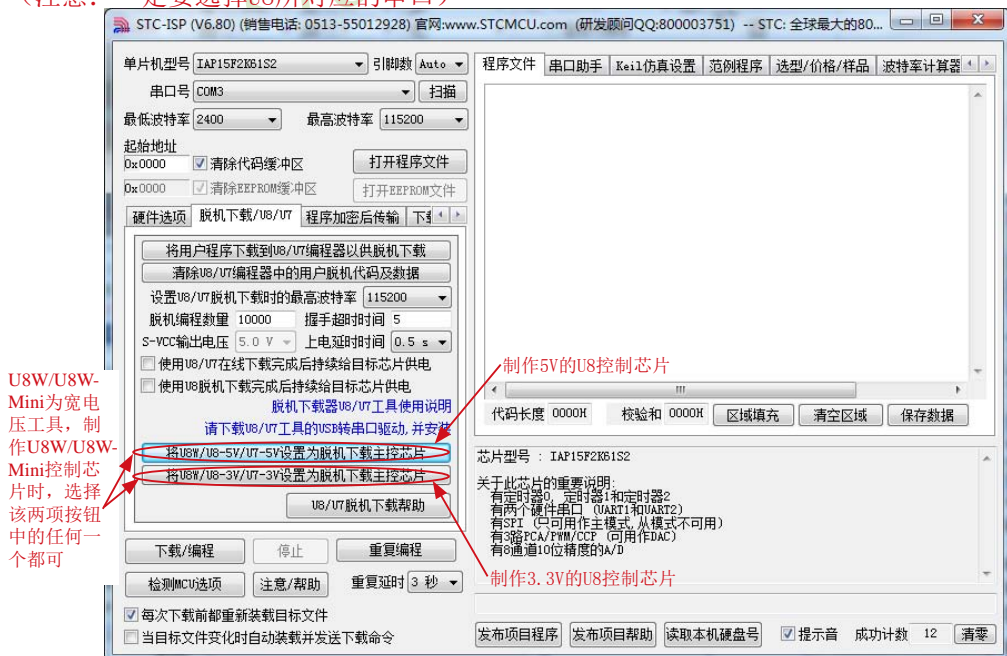 （注意：一定要选择U8所对应的串口）
STC-ISP (V6.80) (销售电话: 0513-55012928) 官网:www.STCMCU.com (研发顾问QQ:800003751) -- STC: 全球最大的80...
单片机型号 IAP15F2K61S2 引脚数 Auto
串口号 COM3 扫描
最低波特率 2400 最高波特率 115200
起始地址
0x0000 清除代码缓冲区 打开程序文件
0x0000 清除EEPROM缓冲区 打开EEPROM文件
硬件选项 脱机下载/U8/U7 程序加密后传输
将用户程序下载到U8/U7编程器以供脱机下载
清除U8/U7编程器中的用户脱机代码及数据
设置U8/U7脱机下载时的最高波特率 115200
脱机编程数量 10000 握手超时时间 5
S-VCC输出电压 5.0 V 上电延时时间 0.5 s
使用U8/U7在线下载完成后持续给目标芯片供电
使用U8脱机下载完成后持续给目标芯片供电
脱机下载器U8/U7工具使用说明
请下载U8/U7工具的USB转串口驱动,并安装
将U8W/U8-5V/U7-5V设置为脱机下载主控芯片
将U8W/U8-3V/U7-3V设置为脱机下载主控芯片
U8/U7脱机下载帮助
下载/编程 停止 重复编程
检测MCU选项 注意/帮助 重复延时 3 秒
每次下载前都重新装载目标文件
当目标文件变化时自动装载并发送下载命令
程序文件 串口助手 Keil仿真设置 范例程序 选型/价格/样品 波特率计算器
代码长度 0000H 校验和 0000H 区域填充 清空区域 保存数据
芯片型号 : IAP15F2K61S2
关于此芯片的重要说明:
有定时器0、定时器1和定时器2
有两个硬件串口 (UART1和UART2)
有SPI (只可用作主模式,从模式不可用)
有3路PCA/PWM/CCP (可用作DAC)
有8通道10位精度的A/D
发布项目程序 发布项目帮助 读取本机硬盘号 提示音 成功计数 12 清零
U8W/U8W-
Mini为宽电
压工具，制
作U8W/U8W-
Mini控制芯
片时，选择
该两项按钮
中的任何一
个都可
制作5V的U8控制芯片
制作3.3V的U8控制芯片